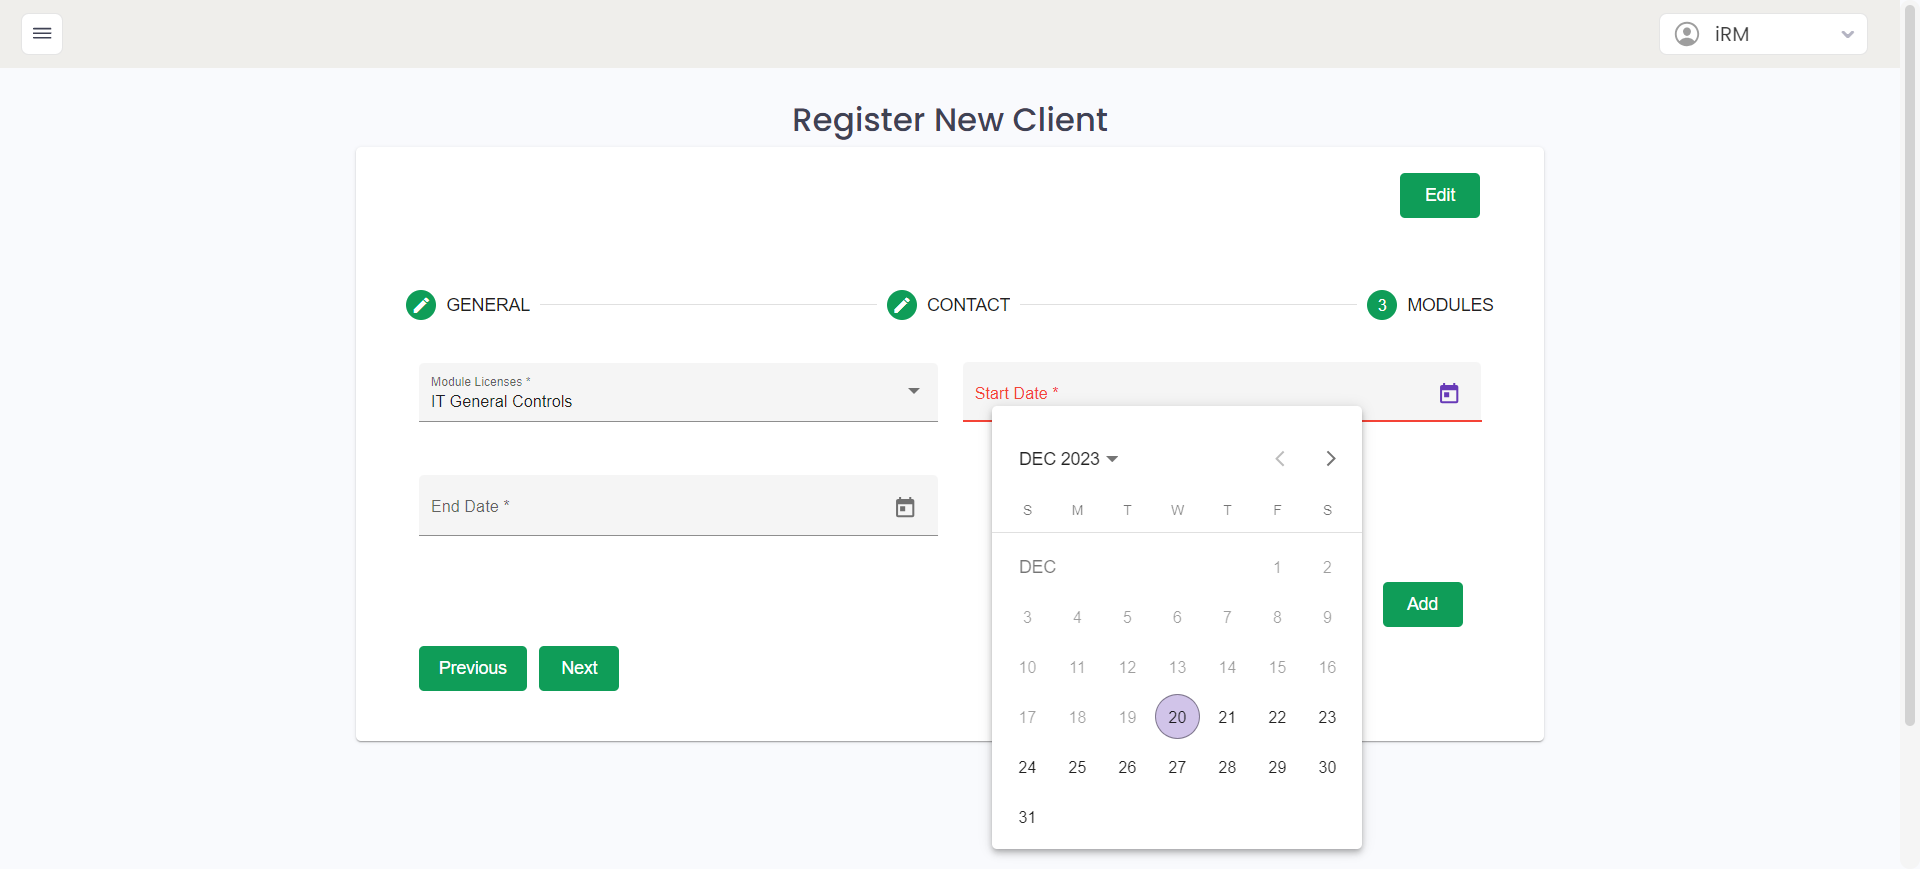 iRM
Register New Client
Edit
GENERAL
CONTACT
3 MODULES
Module Licenses *
IT General Controls
Start Date *
End Date *
DEC 2023
S M T W T F S
DEC 1 2
3 4 5 6 7 8 9
10 11 12 13 14 15 16
17 18 19 20 21 22 23
24 25 26 27 28 29 30
31
Add
Previous Next